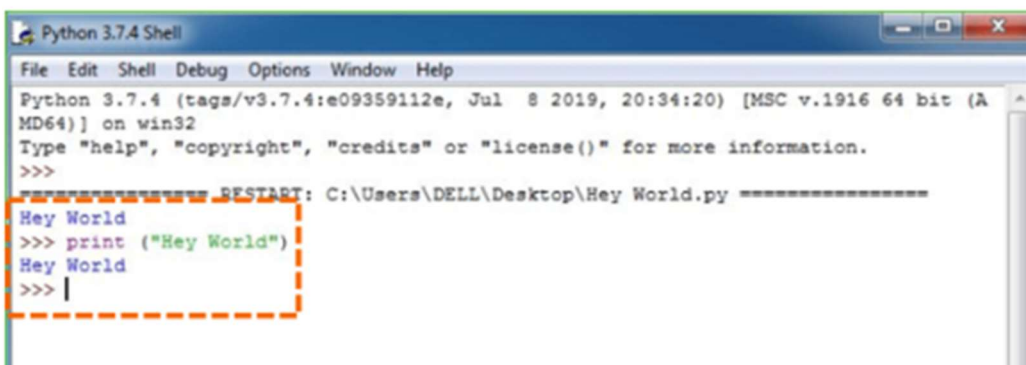 Python 3.7.4 Shell
File Edit Shell Debug Options Window Help
Python 3.7.4 (tags/v3.7.4:e09359112e, Jul  8 2019, 20:34:20) [MSC v.1916 64 bit (A
MD64)] on win32
Type "help", "copyright", "credits" or "license()" for more information.
>>>
================ RESTART: C:\Users\DELL\Desktop\Hey World.py ================
Hey World
>>> print ("Hey World")
Hey World
>>>